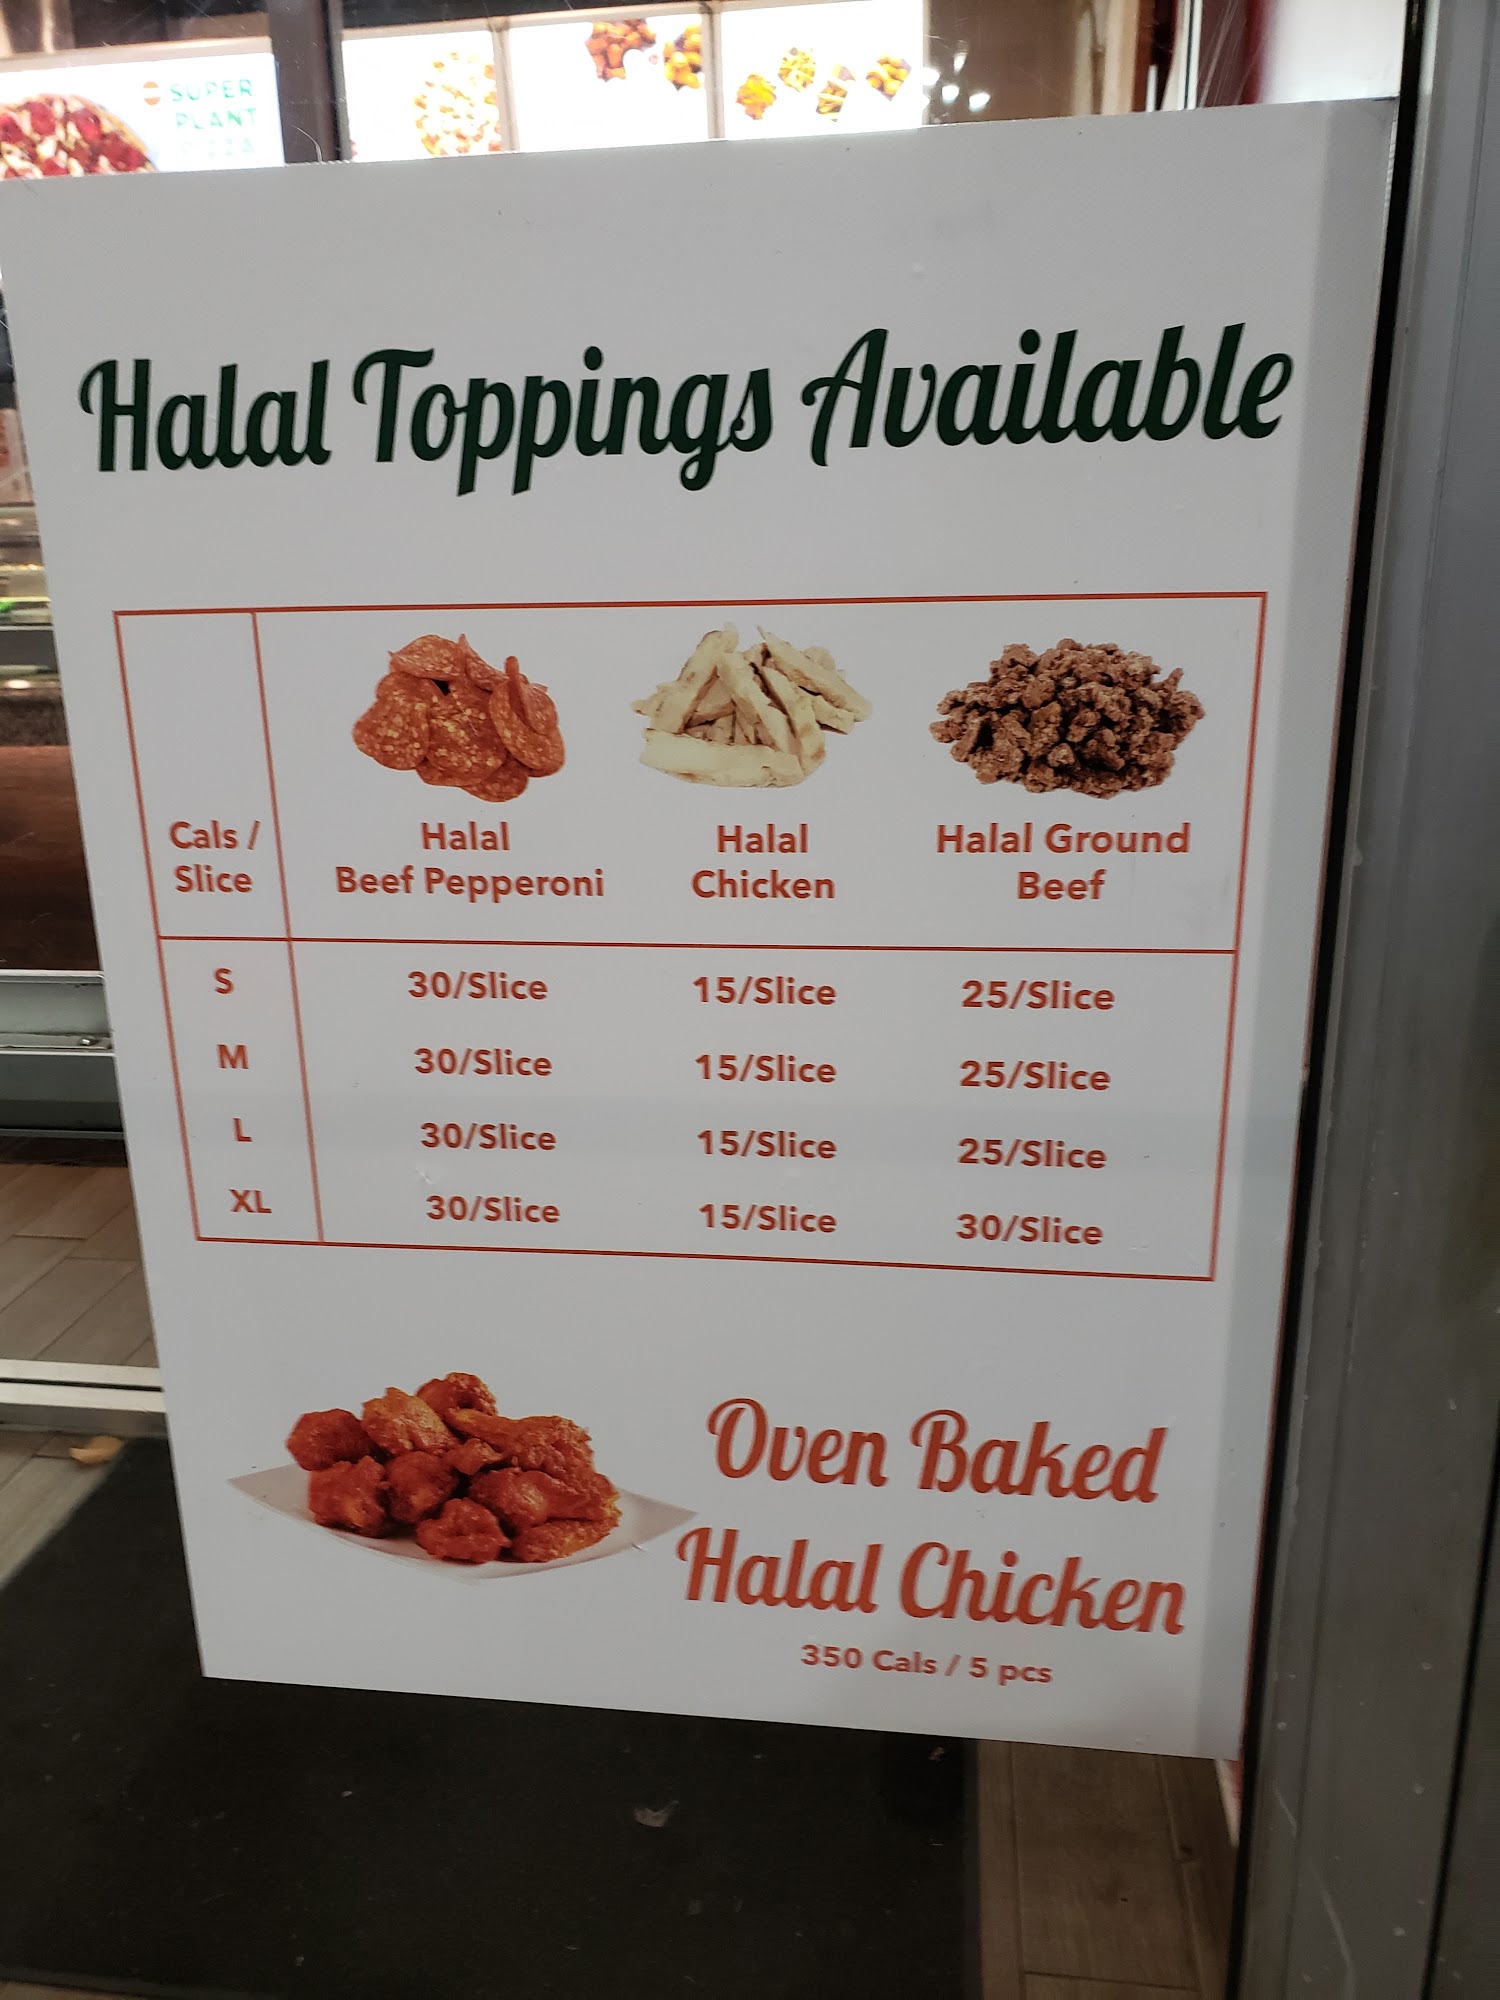 SUPER
PLANT
PIZZA
Halal Toppings Available
Cals / Slice
Halal Beef Pepperoni
Halal Chicken
Halal Ground Beef
S 30/Slice 15/Slice 25/Slice
M 30/Slice 15/Slice 25/Slice
L 30/Slice 15/Slice 25/Slice
XL 30/Slice 15/Slice 30/Slice
Oven Baked
Halal Chicken
350 Cals / 5 pcs